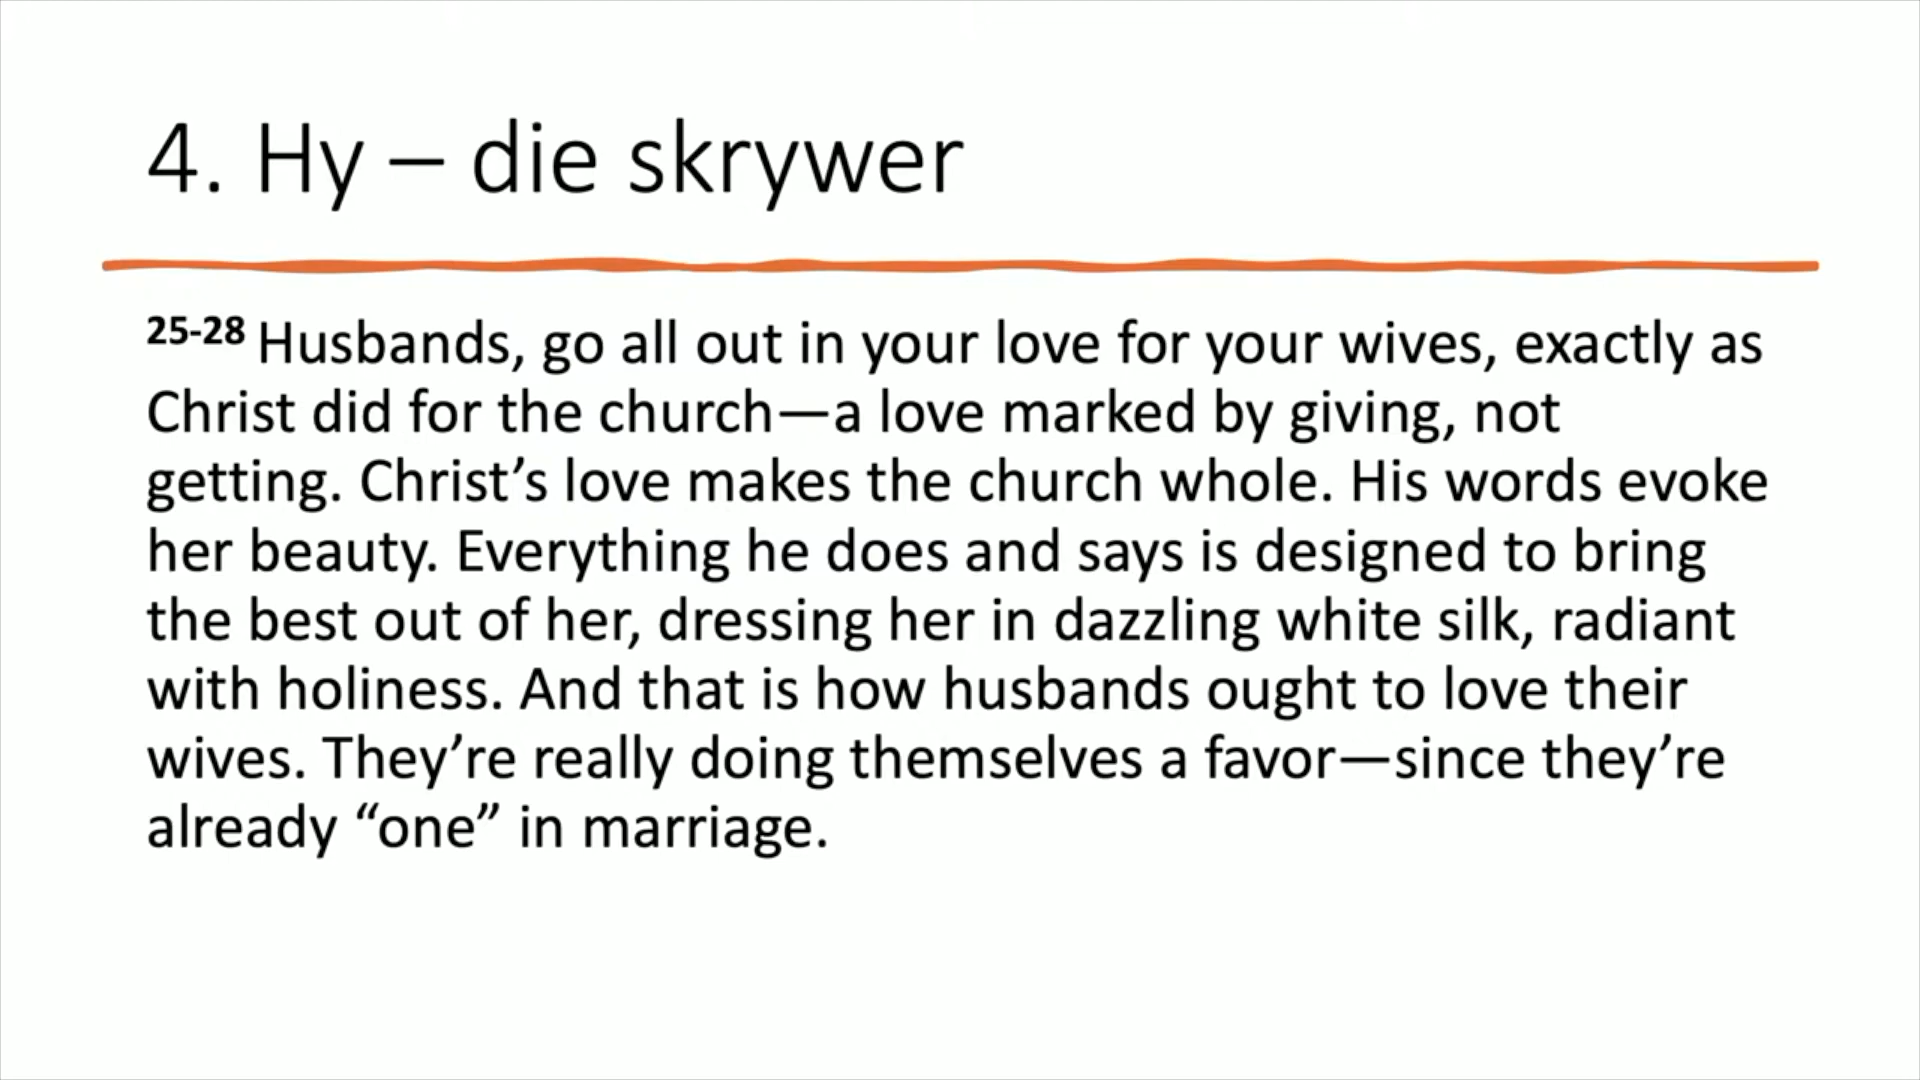 4. Hy – die skrywer
25-28 Husbands, go all out in your love for your wives, exactly as
Christ did for the church—a love marked by giving, not
getting. Christ’s love makes the church whole. His words evoke
her beauty. Everything he does and says is designed to bring
the best out of her, dressing her in dazzling white silk, radiant
with holiness. And that is how husbands ought to love their
wives. They’re really doing themselves a favor—since they’re
already “one” in marriage.